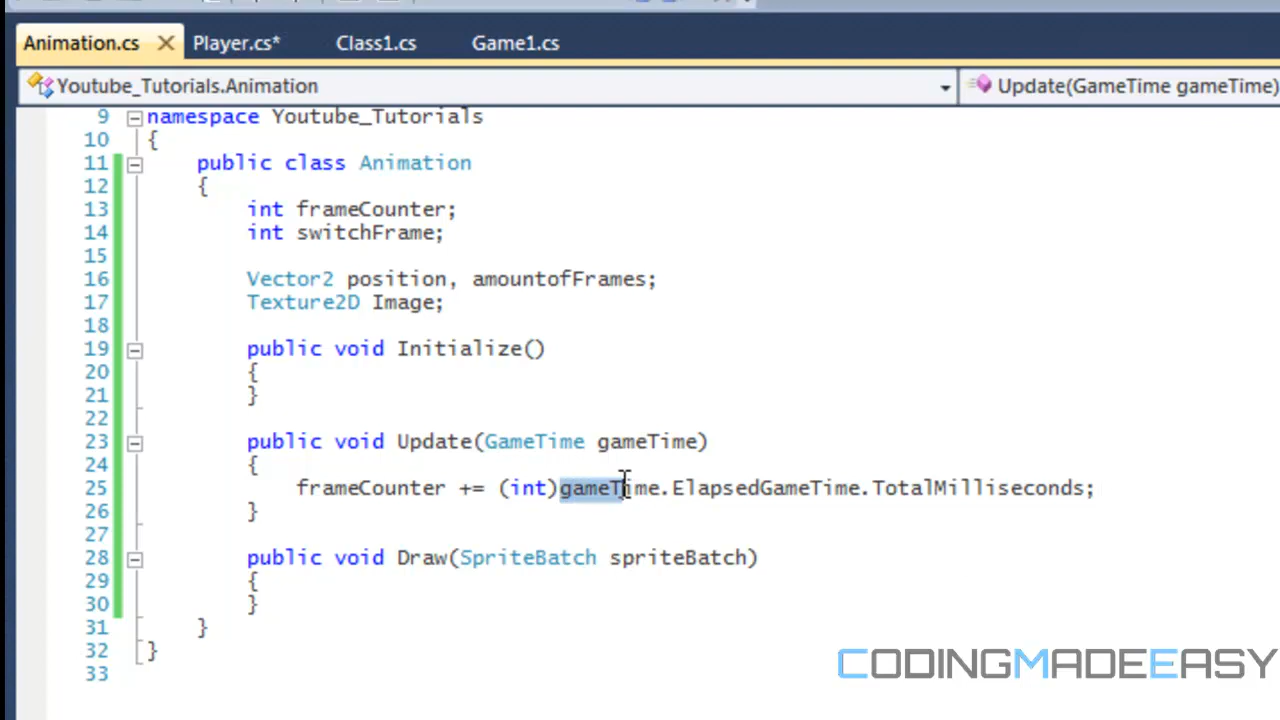 Animation.cs Player.cs* Class1.cs Game1.cs
Youtube_Tutorials.Animation Update(GameTime gameTime)
9 namespace Youtube_Tutorials
10 {
11 public class Animation
12 {
13 int frameCounter;
14 int switchFrame;
15
16 Vector2 position, amountofFrames;
17 Texture2D Image;
18
19 public void Initialize()
20 {
21 }
22
23 public void Update(GameTime gameTime)
24 {
25 frameCounter += (int)gameTime.ElapsedGameTime.TotalMilliseconds;
26 }
27
28 public void Draw(SpriteBatch spriteBatch)
29 {
30 }
31 }
32 }
33
CODINGMADEEASY